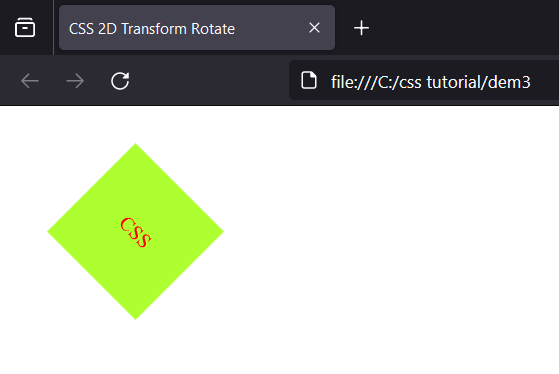 CSS 2D Transform Rotate
file:///C:/css tutorial/dem3
CSS